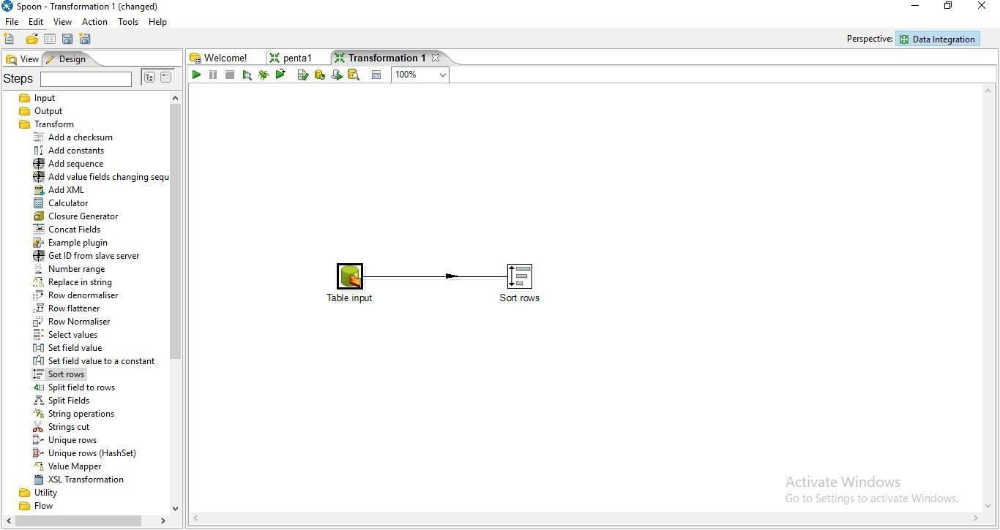 Spoon - Transformation 1 (changed)
File Edit View Action Tools Help
Perspective: Data Integration
View Design
Welcome! penta1 Transformation 1
Steps
100%
Input
Output
Transform
Add a checksum
Add constants
Add sequence
Add value fields changing sequ
Add XML
Calculator
Closure Generator
Concat Fields
Example plugin
Get ID from slave server
Number range
Replace in string
Row denormaliser
Row flattener
Row Normaliser
Select values
Set field value
Set field value to a constant
Sort rows
Split field to rows
Split Fields
String operations
Strings cut
Unique rows
Unique rows (HashSet)
Value Mapper
XSL Transformation
Utility
Flow
Table input
Sort rows
Activate Windows
Go to Settings to activate Windows.